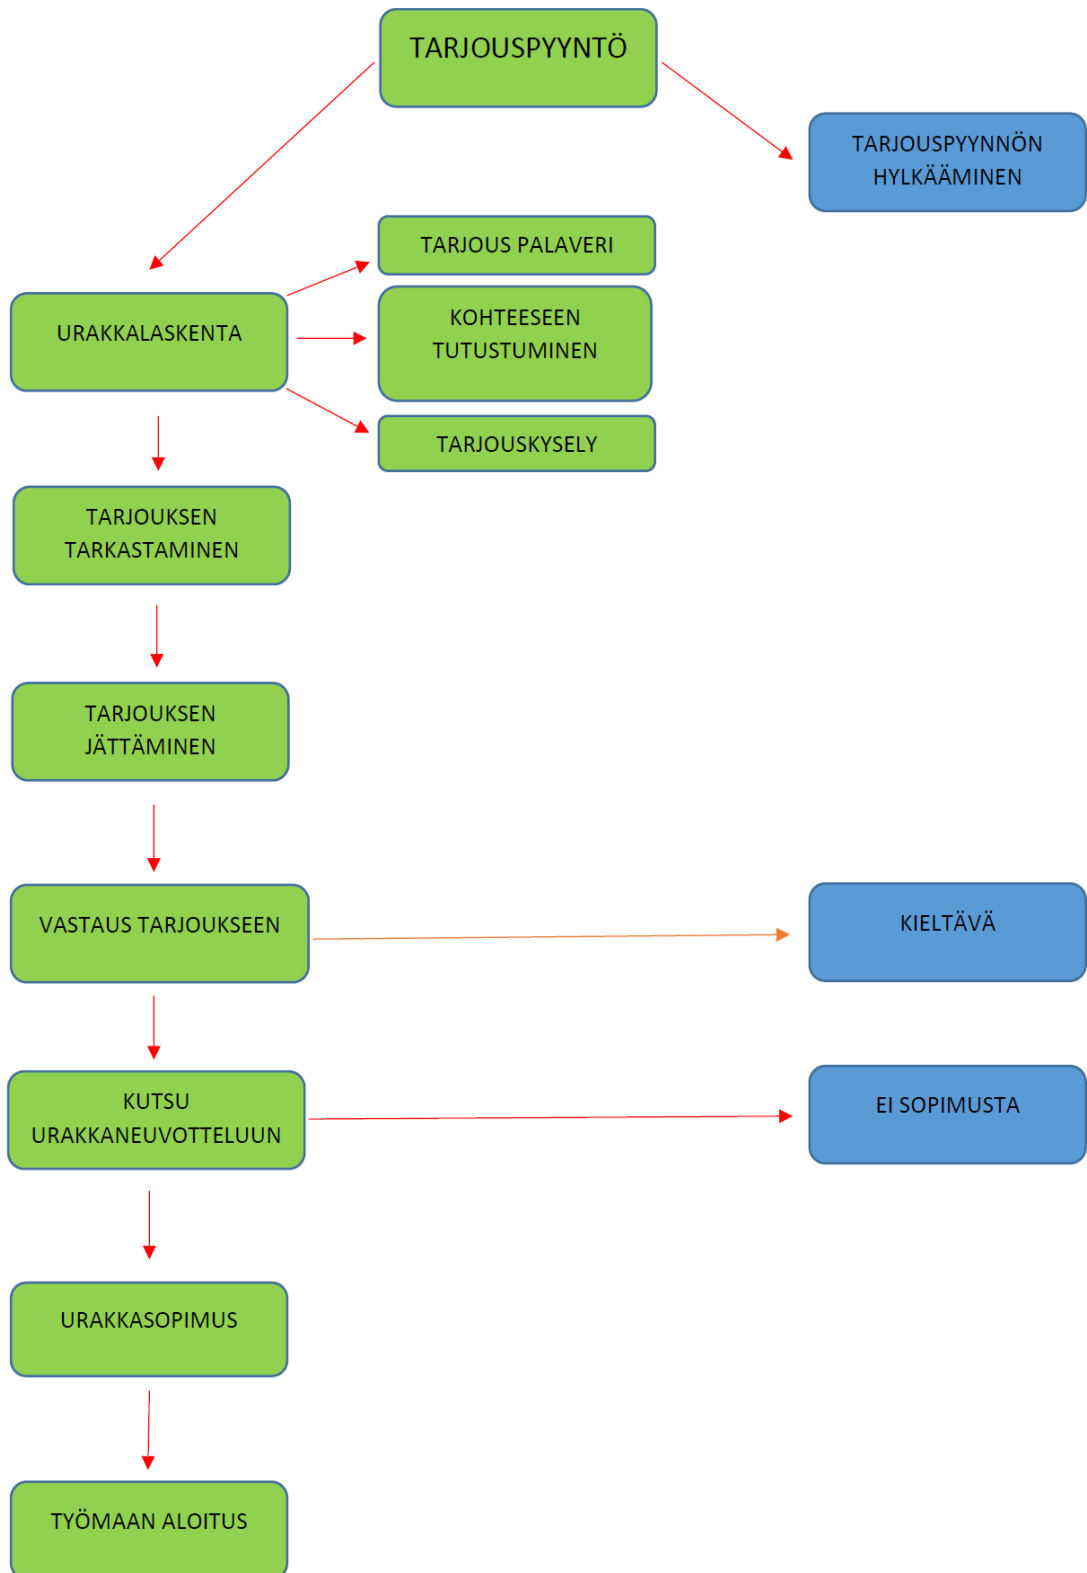 TARJOUSPYYNTÖ
TARJOUSPYYNNÖN
HYLKÄÄMINEN
TARJOUS PALAVERI
URAKKALASKENTA
KOHTEESEEN
TUTUSTUMINEN
TARJOUSKYSELY
TARJOUKSEN
TARKASTAMINEN
TARJOUKSEN
JÄTTÄMINEN
VASTAUS TARJOUKSEEN
KIELTÄVÄ
KUTSU
URAKKANEUVOTTELUUN
EI SOPIMUSTA
URAKKASOPIMUS
TYÖMAAN ALOITUS